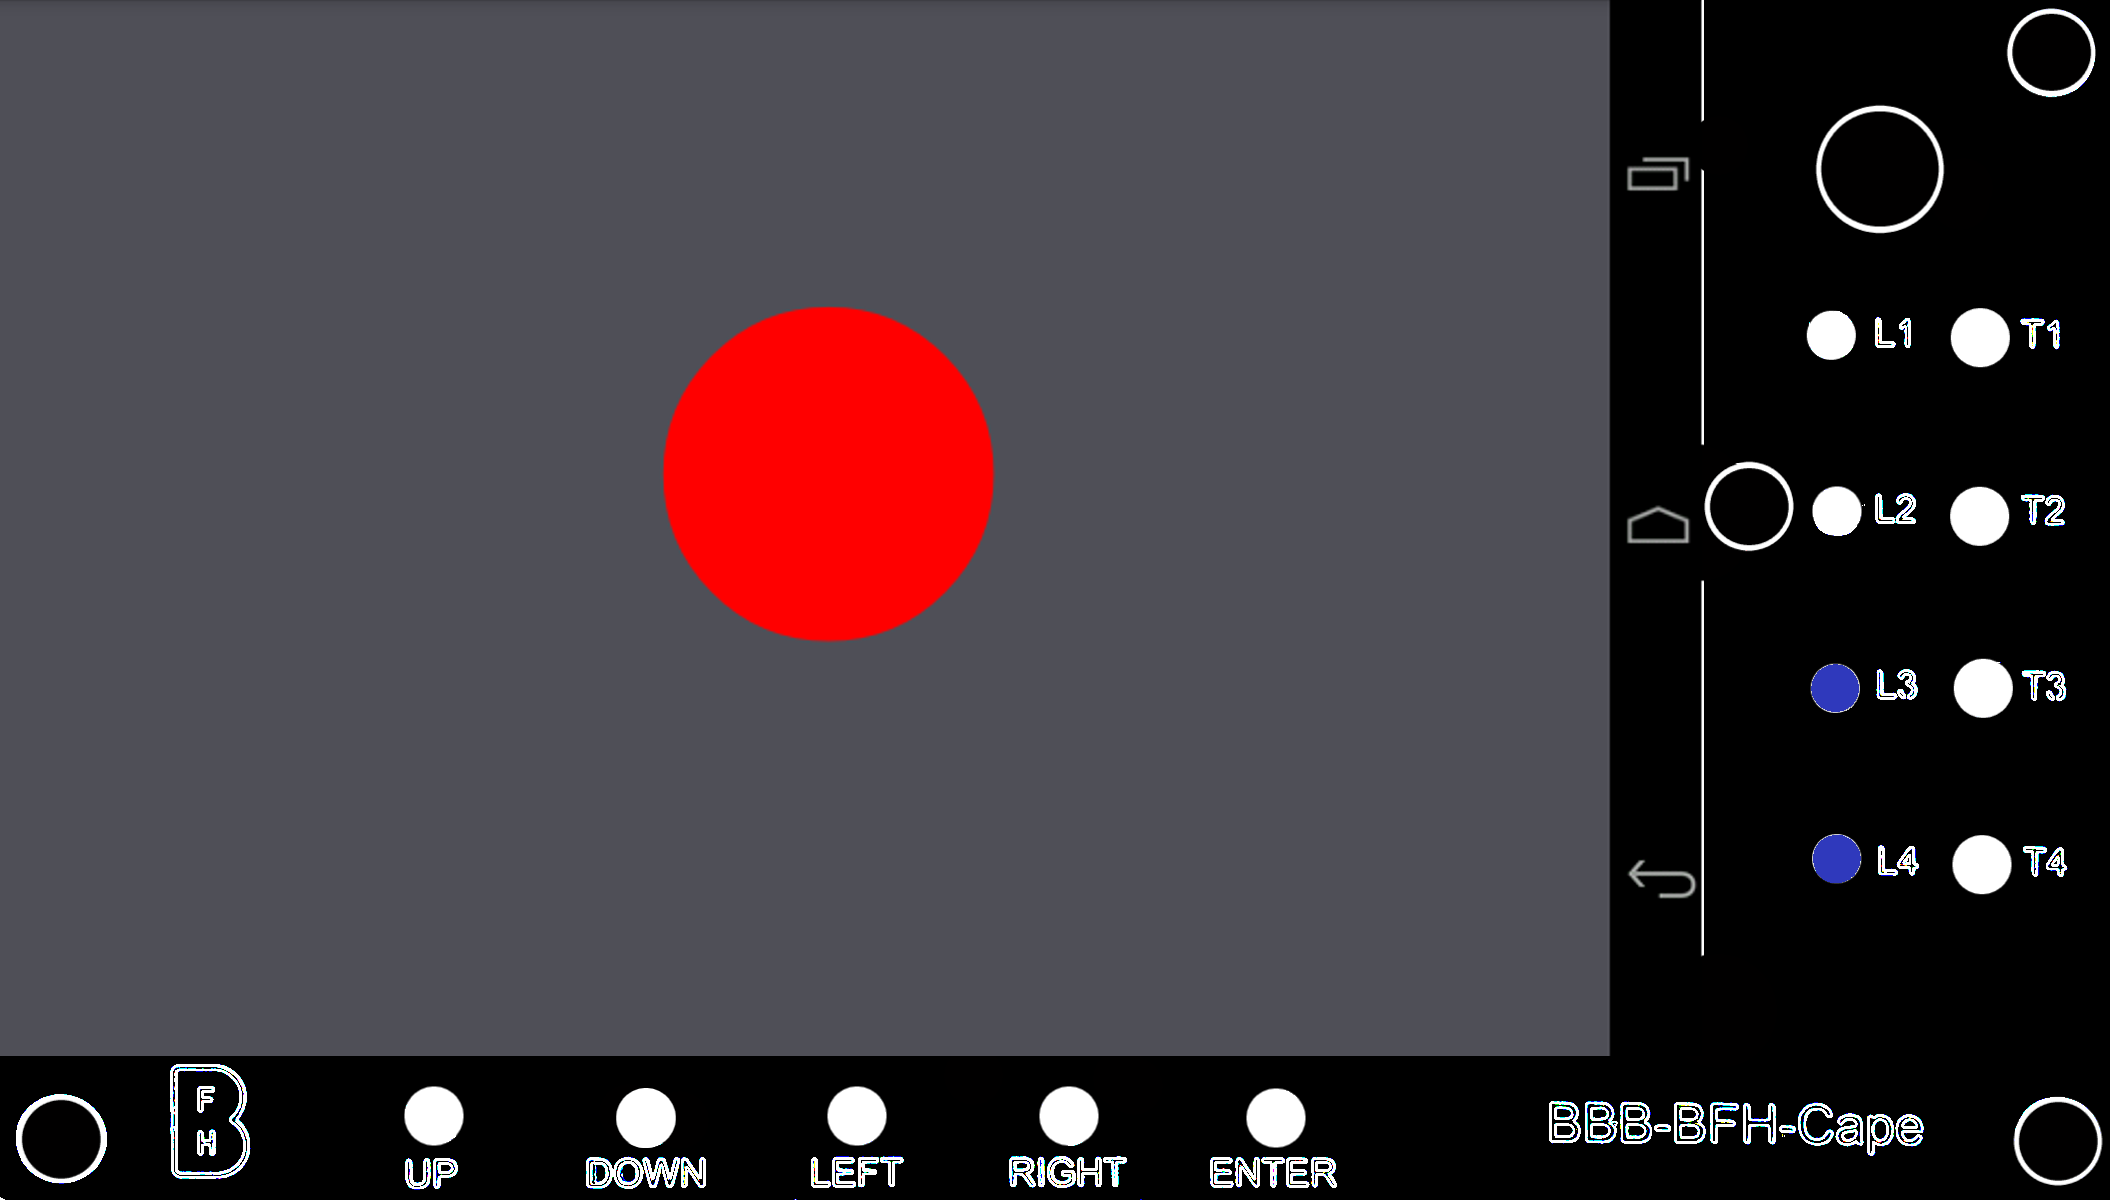 L1 T1
L2 T2
L3 T3
L4 T4
F
H
UP DOWN LEFT RIGHT ENTER
BBB-BFH-Cape